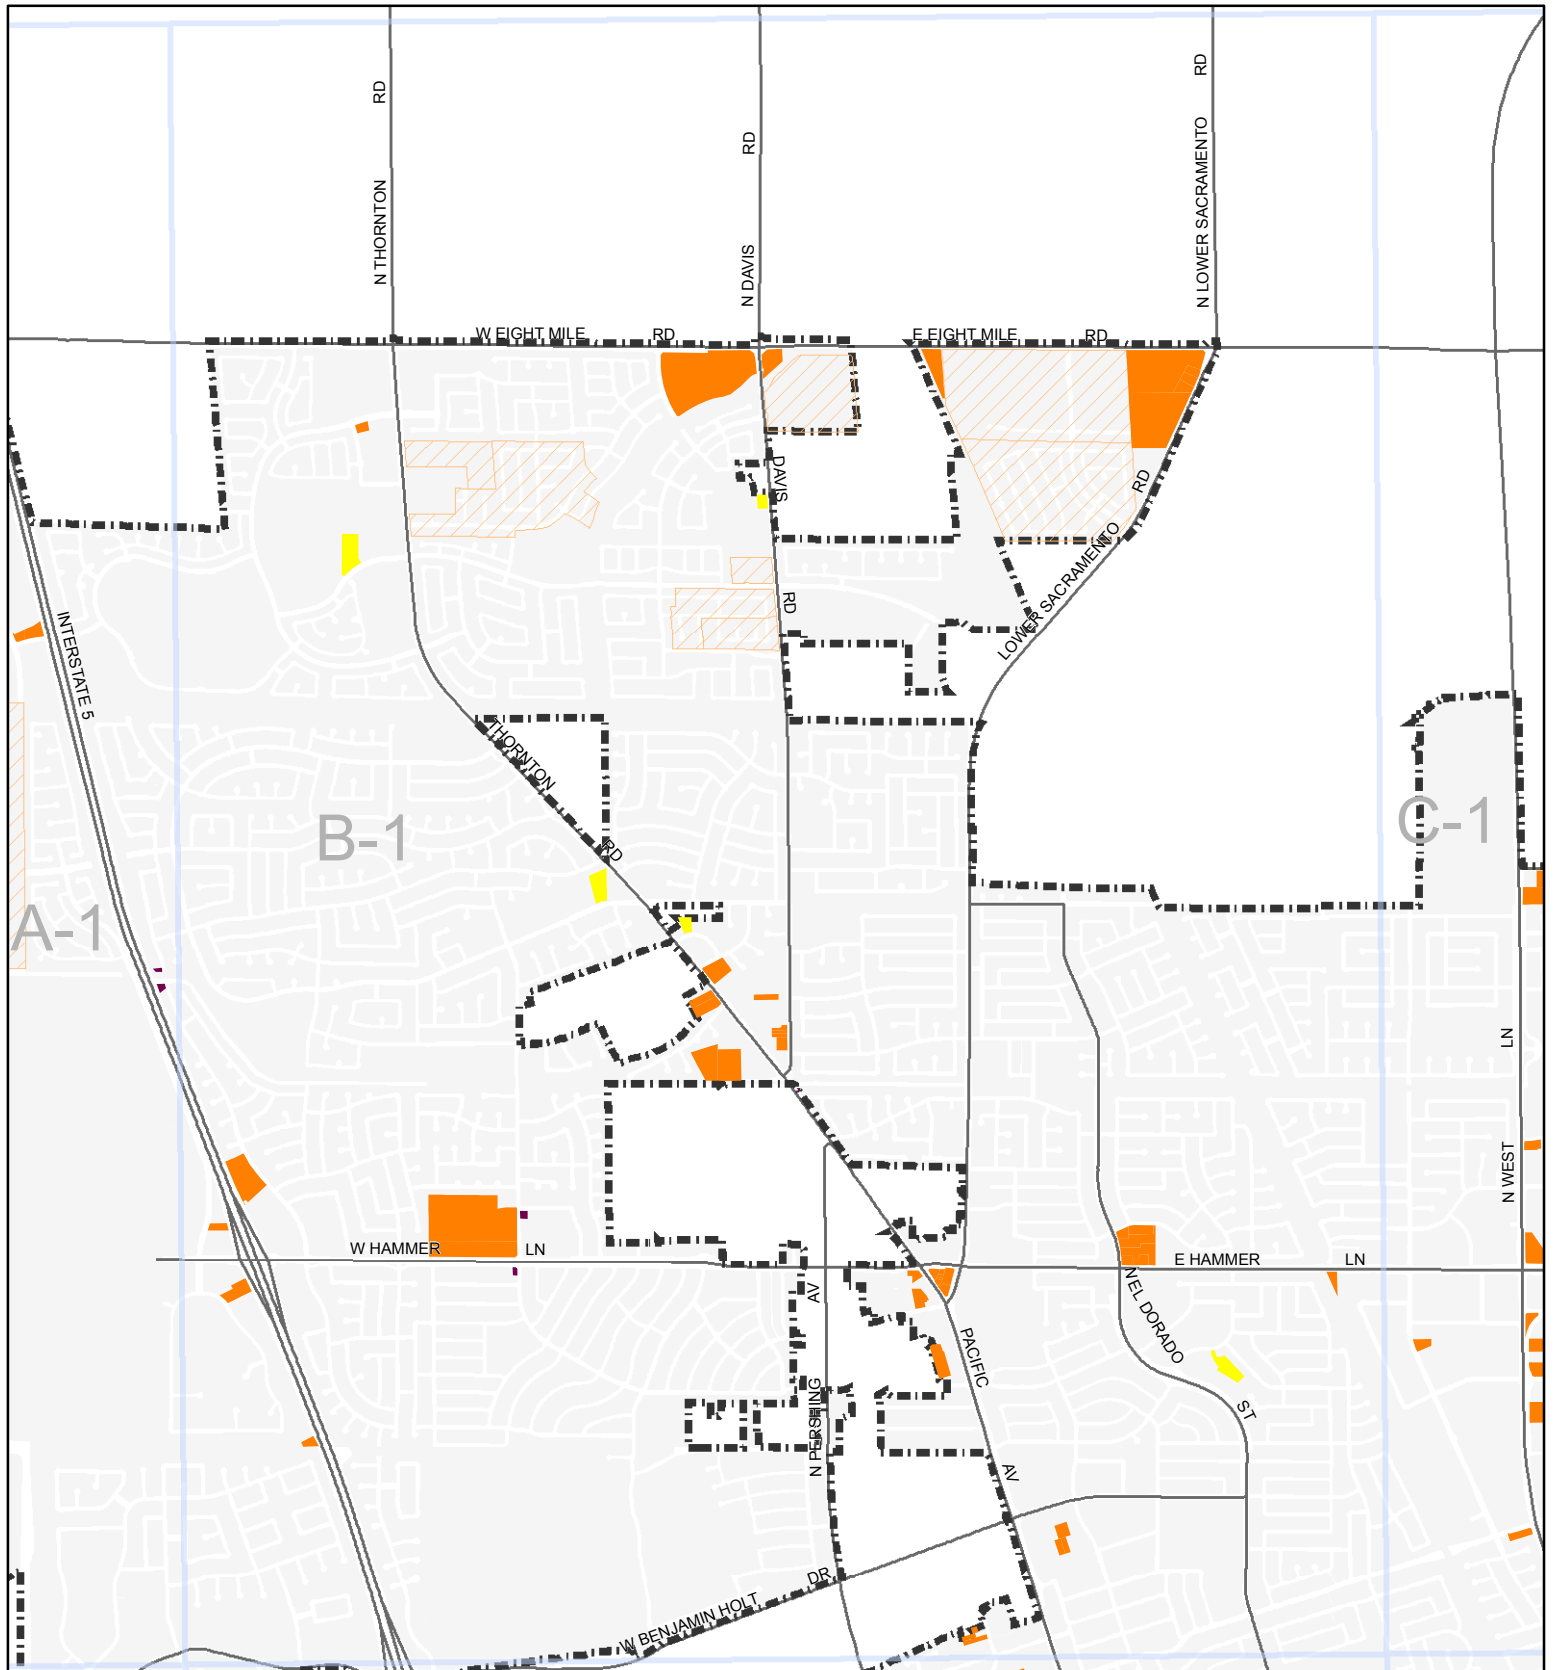 RD
RD
RD
N THORNTON
N DAVIS
N LOWER SACRAMENTO
W EIGHT MILE RD
E EIGHT MILE RD
DAVIS
RD
RD
LOWER SACRAMENTO
INTERSTATE 5
THORNTON
RD
B-1
C-1
A-1
LN
N WEST
W HAMMER LN
E HAMMER LN
AV
N PERSHING
PACIFIC
AV
N EL DORADO
ST
W BENJAMIN HOLT DR